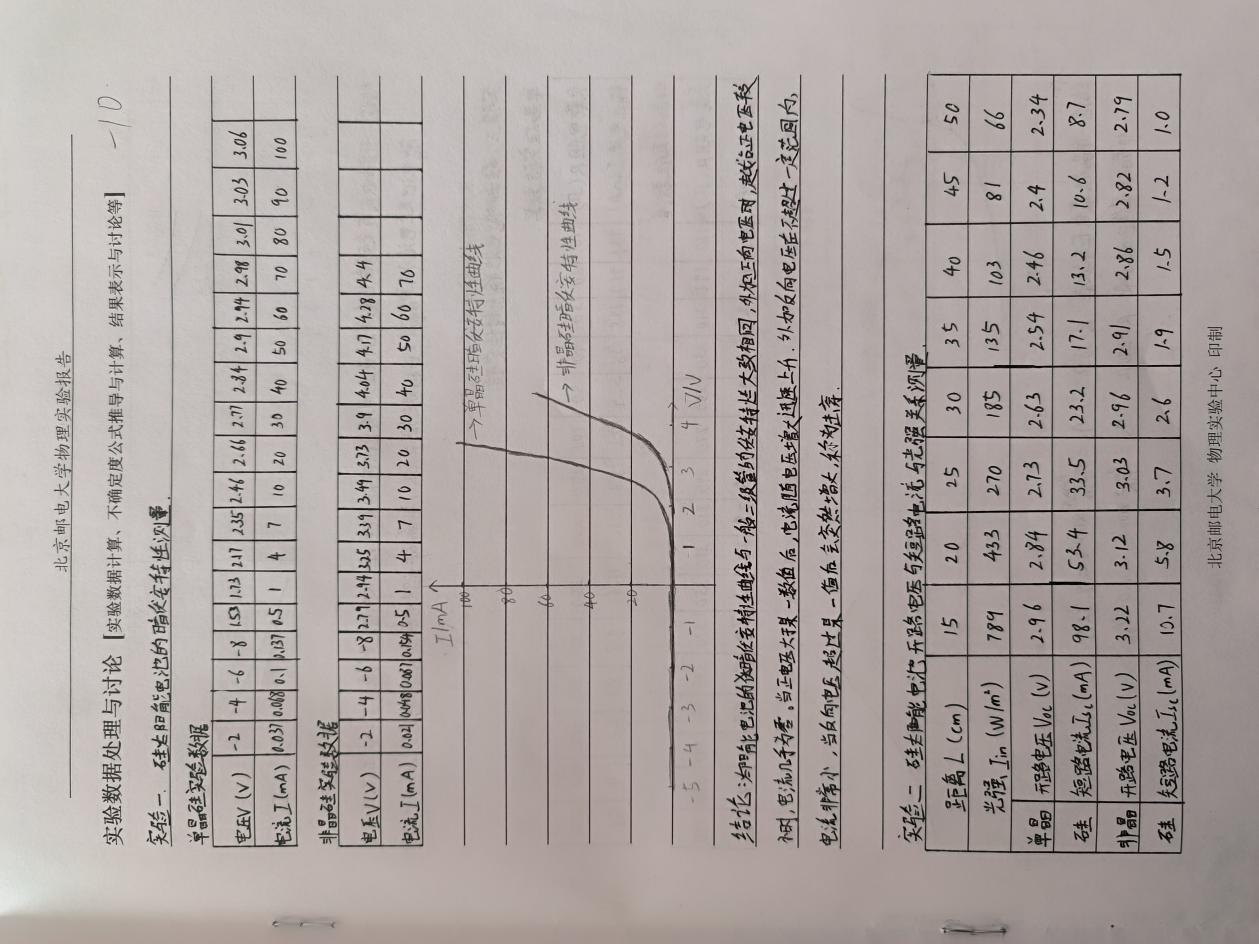 北京邮电大学物理实验报告
实验数据处理与讨论 [实验数据计算、不确定度公式推导与计算、结果表示与讨论等] -10
实验一. 硅太阳能电池的暗伏安特性测量.
单晶硅实验数据
电压V(V) -2 -4 -6 -8 1.53 1.73 2.17 2.35 2.46 2.66 2.77 2.84 2.9 2.94 2.98 3.01 3.03 3.06
电流I(mA) 0.037 0.068 0.1 0.137 0.5 1 4 7 10 20 30 40 50 60 70 80 90 100
非晶硅实验数据
电压V(V) -2 -4 -6 -8 2.79 2.94 3.25 3.39 3.49 3.73 3.9 4.04 4.17 4.28 4.4
电流I(mA) 0.021 0.048 0.087 0.154 0.5 1 4 7 10 20 30 40 50 60 70
I/mA
100
→单晶硅暗伏安特性曲线
80
60
→非晶硅暗伏安特性曲线
40
20
-5 -4 -3 -2 -1 1 2 3 4 V/V
结论:太阳能电池的暗伏安特性曲线与一般二级管的伏安特性大致相同,外加正向电压时,起始正电压较
小时,电流几乎为零。当正电压大于某一数值后,电流随电压增大迅速上升.外加反向电压在不超过一定范围内,
电流非常小,当反向电压超过某一值后会突然增大,称为击穿.
实验二 硅太阳能电池,开路电压与短路电流与光强关系测量.
距离L(cm) 15 20 25 30 35 40 45 50
光强 Iin(W/m²) 789 433 270 185 135 103 81 66
单晶硅 开路电压Voc(V) 2.96 2.84 2.73 2.63 2.54 2.46 2.4 2.34
短路电流Isc(mA) 98.1 53.4 33.5 23.2 17.1 13.2 10.6 8.7
非晶硅 开路电压Voc(V) 3.22 3.12 3.03 2.96 2.91 2.86 2.82 2.79
短路电流Isc(mA) 10.7 5.8 3.7 2.6 1.9 1.5 1.2 1.0
北京邮电大学 物理实验中心 印制